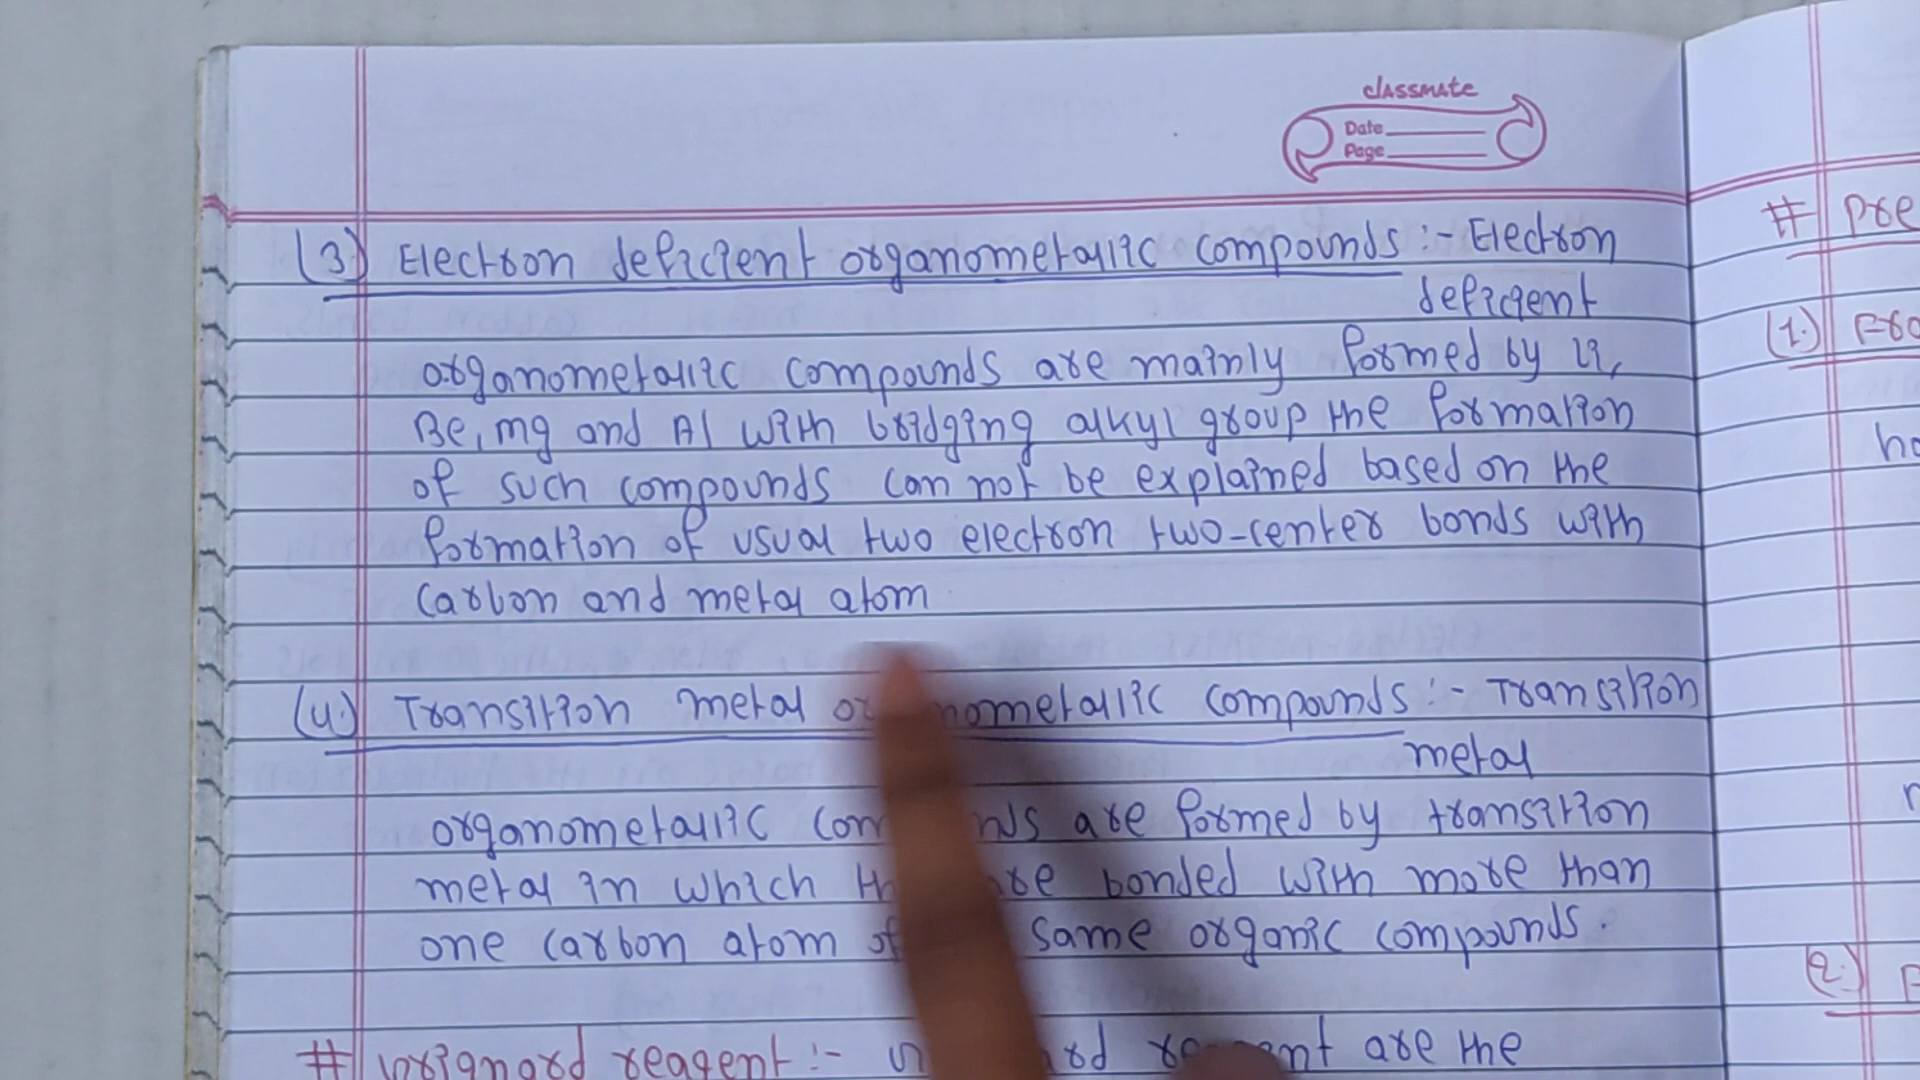 classmate
Date
Page
(3.) Electron deficient organometallic compounds :- Electron
deficient
organometallic compounds are mainly formed by Li,
Be, mg and Al with bridging alkyl group the formation
of such compounds can not be explained based on the
formation of usual two electron two-center bonds with
carbon and metal atom
(4.) Transition metal compounds :- Transition
metal
organometallic are formed by transition
metal in which bonded with more than
one carbon atom of same organic compounds.
# Grignard reagent :- are the
#
(1.)
(2.)